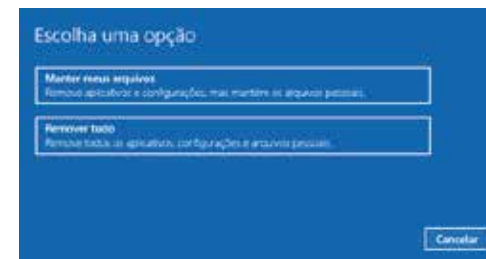 Escolha uma opção
Manter meus arquivos
Remove aplicativos e configurações, mas mantém os arquivos pessoais.
Remover tudo
Remove todos os aplicativos, configurações e arquivos pessoais.
Cancelar